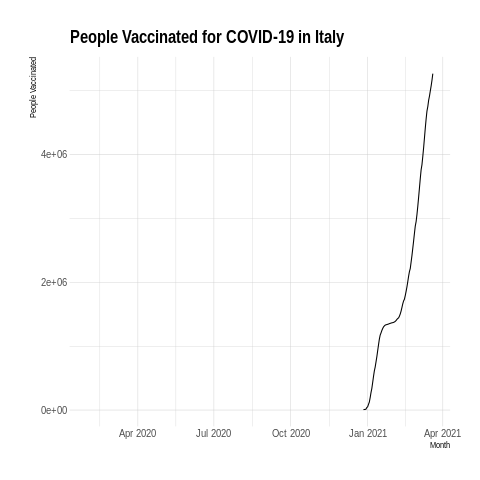 People Vaccinated for COVID-19 in Italy
People Vaccinated
4e+06
2e+06
0e+00
Apr 2020 Jul 2020 Oct 2020 Jan 2021 Apr 2021
Month